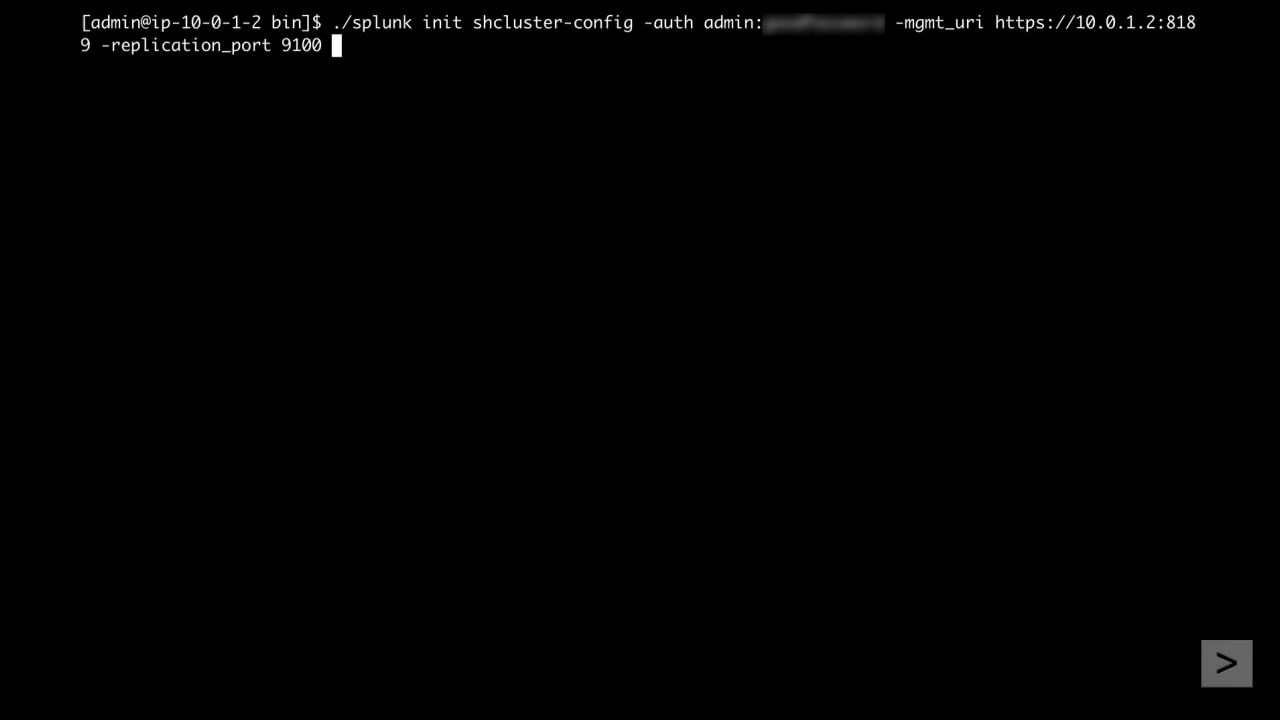 [admin@ip-10-0-1-2 bin]$ ./splunk init shcluster-config -auth admin: -mgmt_uri https://10.0.1.2:818
9 -replication_port 9100
>